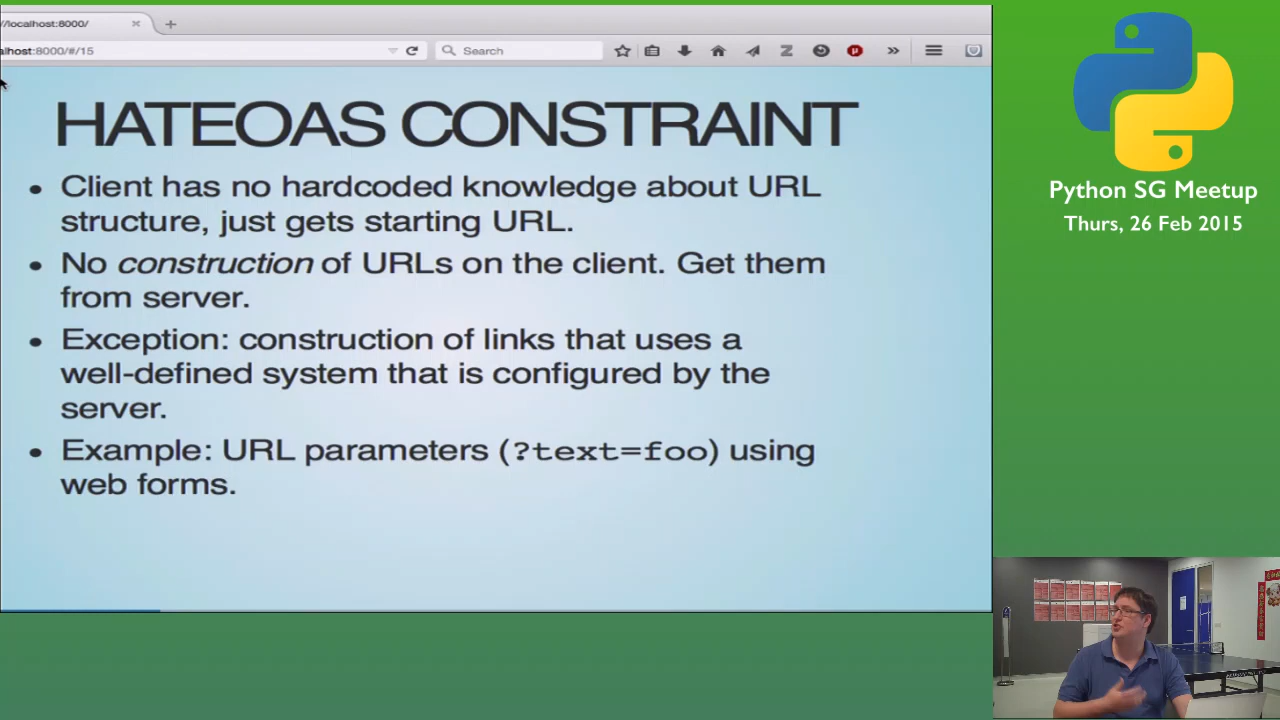 //localhost:8000/
alhost:8000/#/15
Search
HATEOAS CONSTRAINT
• Client has no hardcoded knowledge about URL
structure, just gets starting URL.
• No construction of URLs on the client. Get them
from server.
• Exception: construction of links that uses a
well-defined system that is configured by the
server.
• Example: URL parameters (?text=foo) using
web forms.
Python SG Meetup
Thurs, 26 Feb 2015